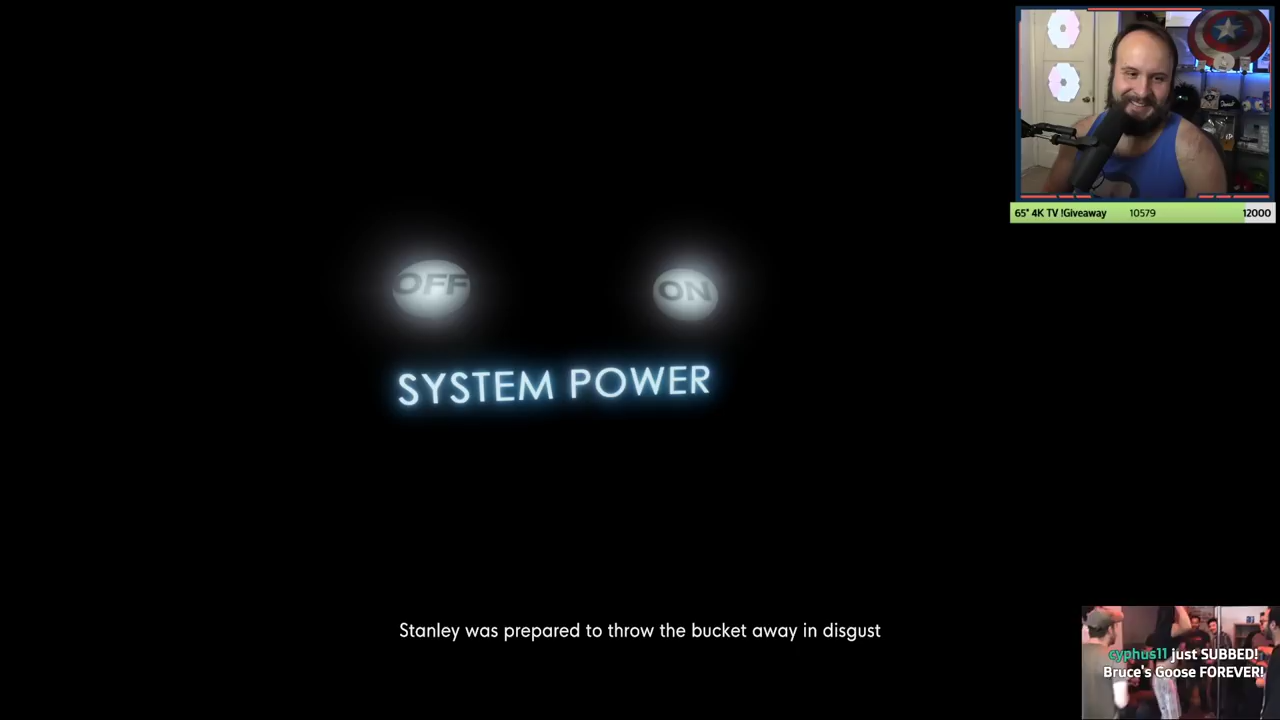 OFF
ON
SYSTEM POWER
Stanley was prepared to throw the bucket away in disgust
65" 4K TV !Giveaway 10579 12000
cyphus11 just SUBBED!
Bruce's Goose FOREVER!